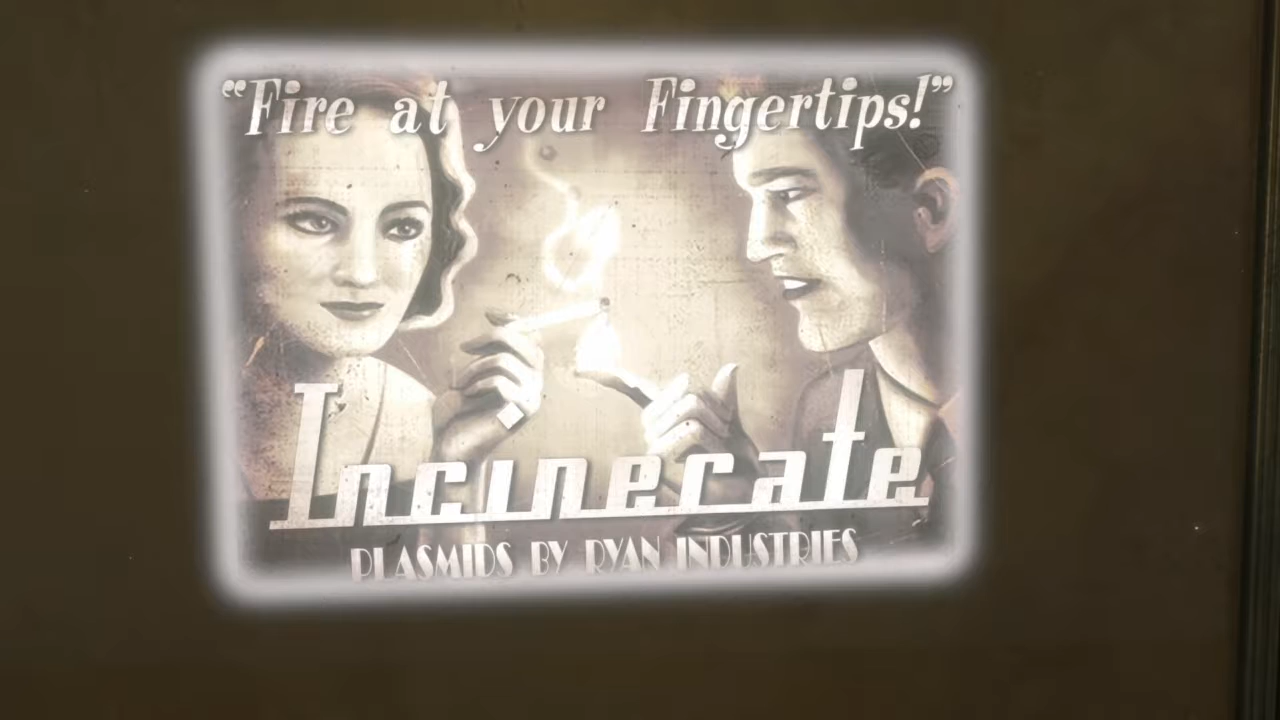 “Fire at your Fingertips!”
Incinerate
PLASMIDS BY RYAN INDUSTRIES